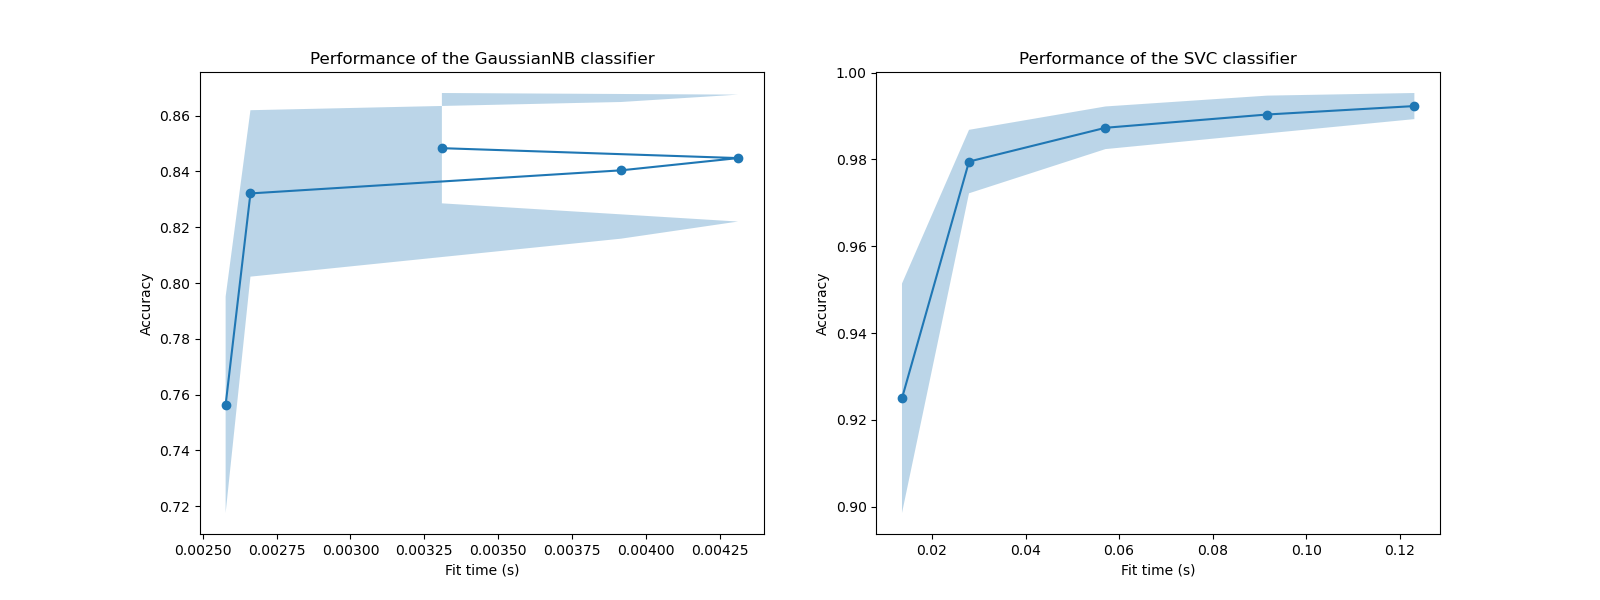 Performance of the GaussianNB classifier
Accuracy
0.86
0.84
0.82
0.80
0.78
0.76
0.74
0.72
0.00250 0.00275 0.00300 0.00325 0.00350 0.00375 0.00400 0.00425
Fit time (s)
Performance of the SVC classifier
Accuracy
1.00
0.98
0.96
0.94
0.92
0.90
0.02 0.04 0.06 0.08 0.10 0.12
Fit time (s)